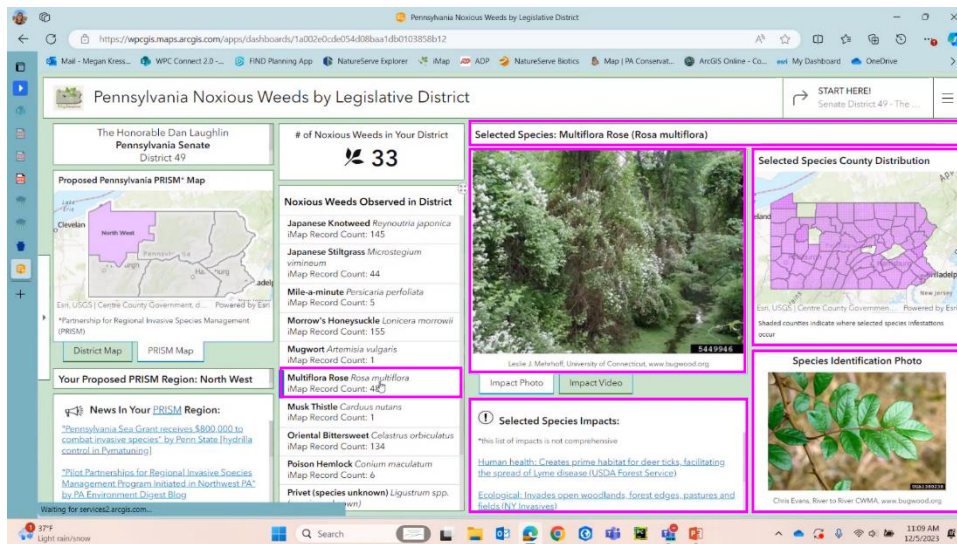 Pennsylvania Noxious Weeds by Legislative District
https://wpcgis.maps.arcgis.com/apps/dashboards/1a002e0cde054d08baa1db0103858b12
Mail - Megan Kress...
WPC Connect 2.0 -...
FIND Planning App
NatureServe Explorer
iMap
ADP
NatureServe Biotics
Map | PA Conservat...
ArcGIS Online - Co...
My Dashboard
OneDrive
Pennsylvania Noxious Weeds by Legislative District
START HERE!
Senate District 49 - The ...
The Honorable Dan Laughlin
Pennsylvania Senate
District 49
Proposed Pennsylvania PRISM* Map
Clevelan
North West
Esri, USGS | Centre County Government, d... Powered by Esri
*Partnership for Regional Invasive Species Management
(PRISM)
District Map
PRISM Map
Your Proposed PRISM Region: North West
News In Your PRISM Region:
"Pennsylvania Sea Grant receives $800,000 to
combat invasive species" by Penn State [hydrilla
control in Pymatuning]
"Pilot Partnerships for Regional Invasive Species
Management Program Initiated in Northwest PA"
by PA Environment Digest Blog
Waiting for services2.arcgis.com...
# of Noxious Weeds in Your District
33
Noxious Weeds Observed in District
Japanese Knotweed Reynoutria japonica
iMap Record Count: 145
Japanese Stiltgrass Microstegium
vimineum
iMap Record Count: 44
Mile-a-minute Persicaria perfoliata
iMap Record Count: 5
Morrow's Honeysuckle Lonicera morrowii
iMap Record Count: 155
Mugwort Artemisia vulgaris
iMap Record Count: 1
Multiflora Rose Rosa multiflora
iMap Record Count:
Musk Thistle Carduus nutans
iMap Record Count: 1
Oriental Bittersweet Celastrus orbiculatus
iMap Record Count: 134
Poison Hemlock Conium maculatum
iMap Record Count: 6
Privet (species unknown) Ligustrum spp.
Selected Species: Multiflora Rose (Rosa multiflora)
5449946
Leslie J. Mehrhoff, University of Connecticut, www.bugwood.org
Impact Photo
Impact Video
Selected Species Impacts:
*this list of impacts is not comprehensive
Human health: Creates prime habitat for deer ticks, facilitating
the spread of Lyme disease (USDA Forest Service)
Ecological: Invades open woodlands, forest edges, pastures and
fields (NY Invasives)
Selected Species County Distribution
New Jersey
Esri, USGS | Centre County Governmen... Powered by Esri
Shaded counties indicate where selected species infestations
occur
Species Identification Photo
Chris Evans, River to River CWMA, www.bugwood.org
37°F
Light rain/snow
Search
11:09 AM
12/5/2023